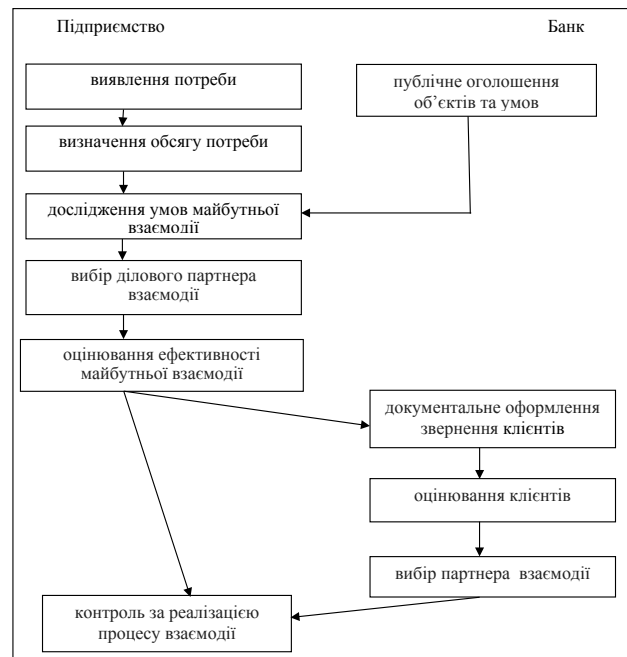 Підприємство
Банк
виявлення потреби
публічне оголошення
об’єктів та умов
визначення обсягу потреби
дослідження умов майбутньої
взаємодії
вибір ділового партнера
взаємодії
оцінювання ефективності
майбутньої взаємодії
документальне оформлення
звернення клієнтів
оцінювання клієнтів
вибір партнера взаємодії
контроль за реалізацією
процесу взаємодії